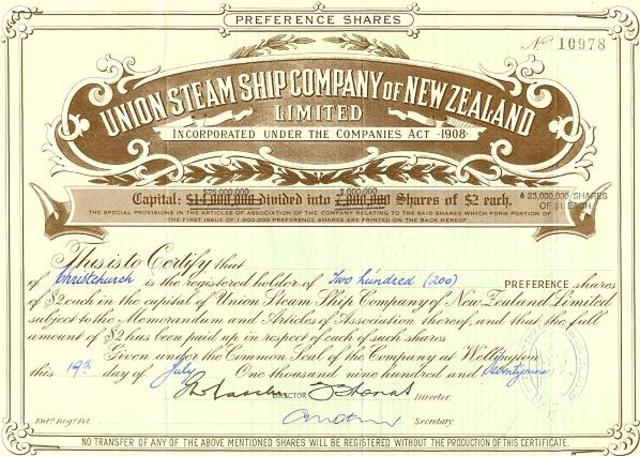 PREFERENCE SHARES
No 10978
UNION STEAM SHIP COMPANY OF NEW ZEALAND
LIMITED
INCORPORATED UNDER THE COMPANIES ACT 1908
$25,000,000 1,000,000 & 23,000,000 SHARES
Capital: divided into Shares of $2 each. OF $1 EACH
THE SPECIAL PROVISIONS IN THE ARTICLES OF ASSOCIATION OF THE COMPANY RELATING TO THE SAID SHARES WHICH FORM PORTION OF
THE FIRST ISSUE OF 1,000,000 PREFERENCE SHARES ARE PRINTED ON THE BACK HEREOF
This is to Certify that
of Christchurch is the registered holder of Two hundred (200) PREFERENCE shares
of $2 each in the capital of Union Steam Ship Company of New Zealand Limited
subject to the Memorandum and Articles of Association thereof, and that the full
amount of $2 has been paid up in respect of each of such shares
Given under the Common Seal of the Company at Wellington
this 19th day of July One thousand nine hundred and
DIRECTOR
Secretary.
NO TRANSFER OF ANY OF THE ABOVE MENTIONED SHARES WILL BE REGISTERED WITHOUT THE PRODUCTION OF THIS CERTIFICATE.